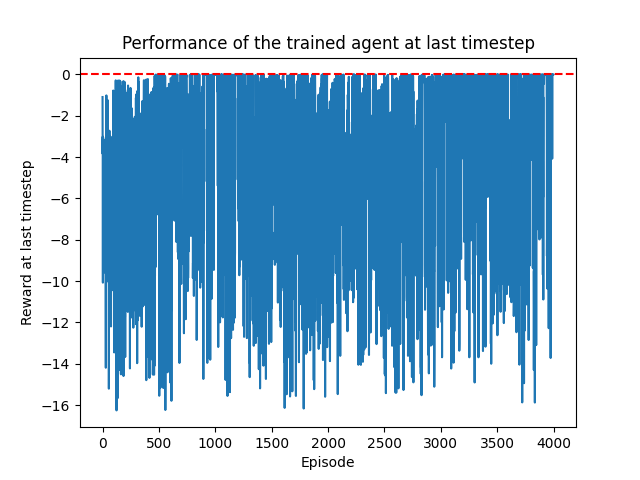 Performance of the trained agent at last timestep
0
−2
−4
−6
−8
−10
−12
−14
−16
Reward at last timestep
0 500 1000 1500 2000 2500 3000 3500 4000
Episode